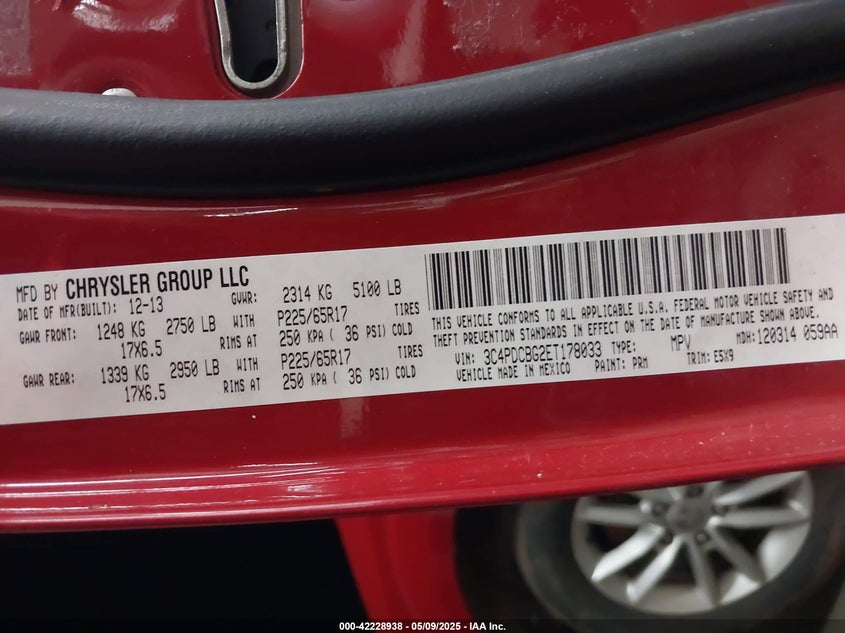 MFD BY CHRYSLER GROUP LLC
DATE OF MFR(BUILT): 12-13 GVWR: 2314 KG 5100 LB
GAWR FRONT: 1248 KG 2750 LB WITH P225/65R17 TIRES
17X6.5 RIMS AT 250 KPA ( 36 PSI) COLD
GAWR REAR: 1339 KG 2950 LB WITH P225/65R17 TIRES
17X6.5 RIMS AT 250 KPA ( 36 PSI) COLD
THIS VEHICLE CONFORMS TO ALL APPLICABLE U.S.A. FEDERAL MOTOR VEHICLE SAFETY AND
THEFT PREVENTION STANDARDS IN EFFECT ON THE DATE OF MANUFACTURE SHOWN ABOVE.
VIN: 3C4PDCBG2ET178033 TYPE: MPV MDH: 120314 059AA
VEHICLE MADE IN MEXICO PAINT: PRM TRIM: E5X9
000-42228938 - 05/09/2025 - IAA Inc.